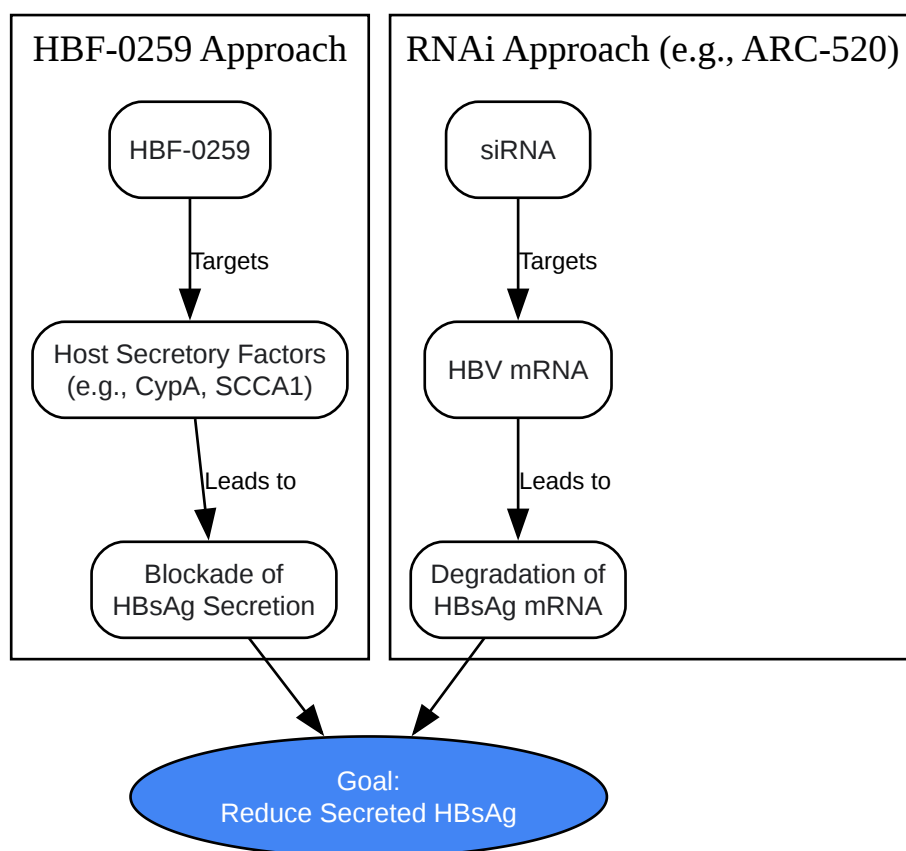 HBF-0259 Approach
HBF-0259
Targets
Host Secretory Factors
(e.g., CypA, SCCA1)
Leads to
Blockade of
HBsAg Secretion
RNAi Approach (e.g., ARC-520)
siRNA
Targets
HBV mRNA
Leads to
Degradation of
HBsAg mRNA
Goal:
Reduce Secreted HBsAg